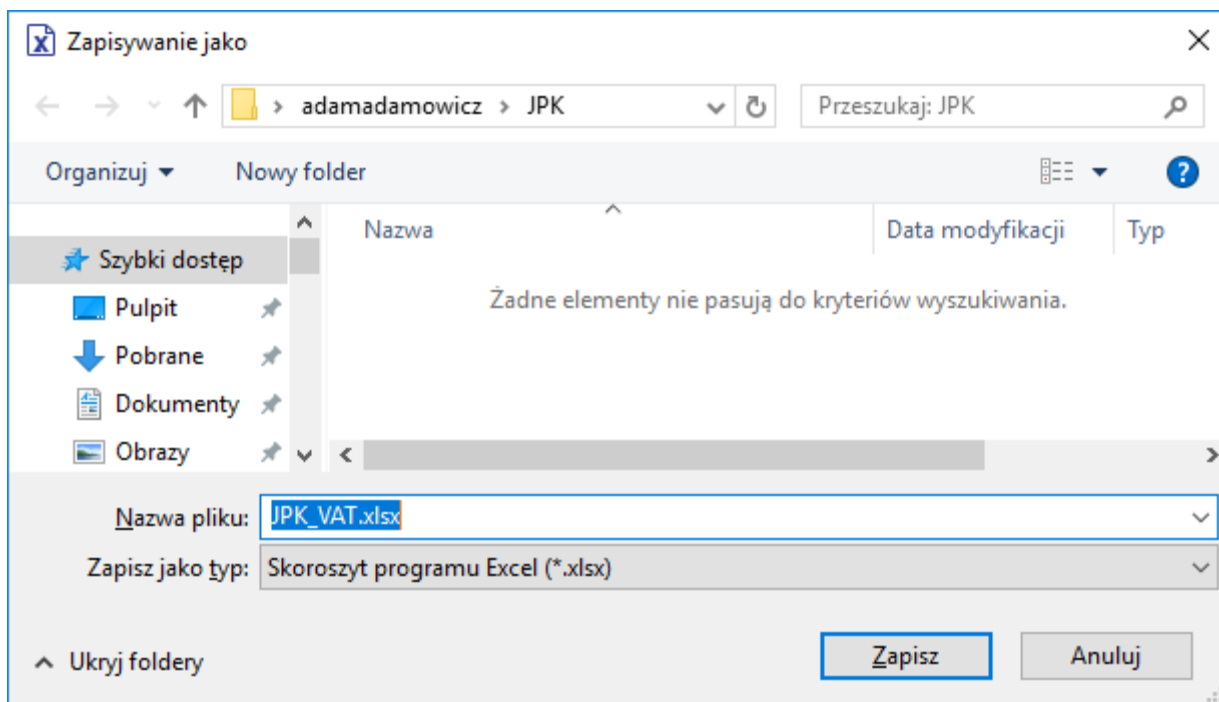 Zapisywanie jako
adamadamowicz > JPK
Przeszukaj: JPK
Organizuj
Nowy folder
Nazwa
Data modyfikacji
Typ
Szybki dostęp
Żadne elementy nie pasują do kryteriów wyszukiwania.
Pulpit
Pobrane
Dokumenty
Obrazy
Nazwa pliku: JPK_VAT.xlsx
Zapisz jako typ: Skoroszyt programu Excel (*.xlsx)
Ukryj foldery
Zapisz
Anuluj